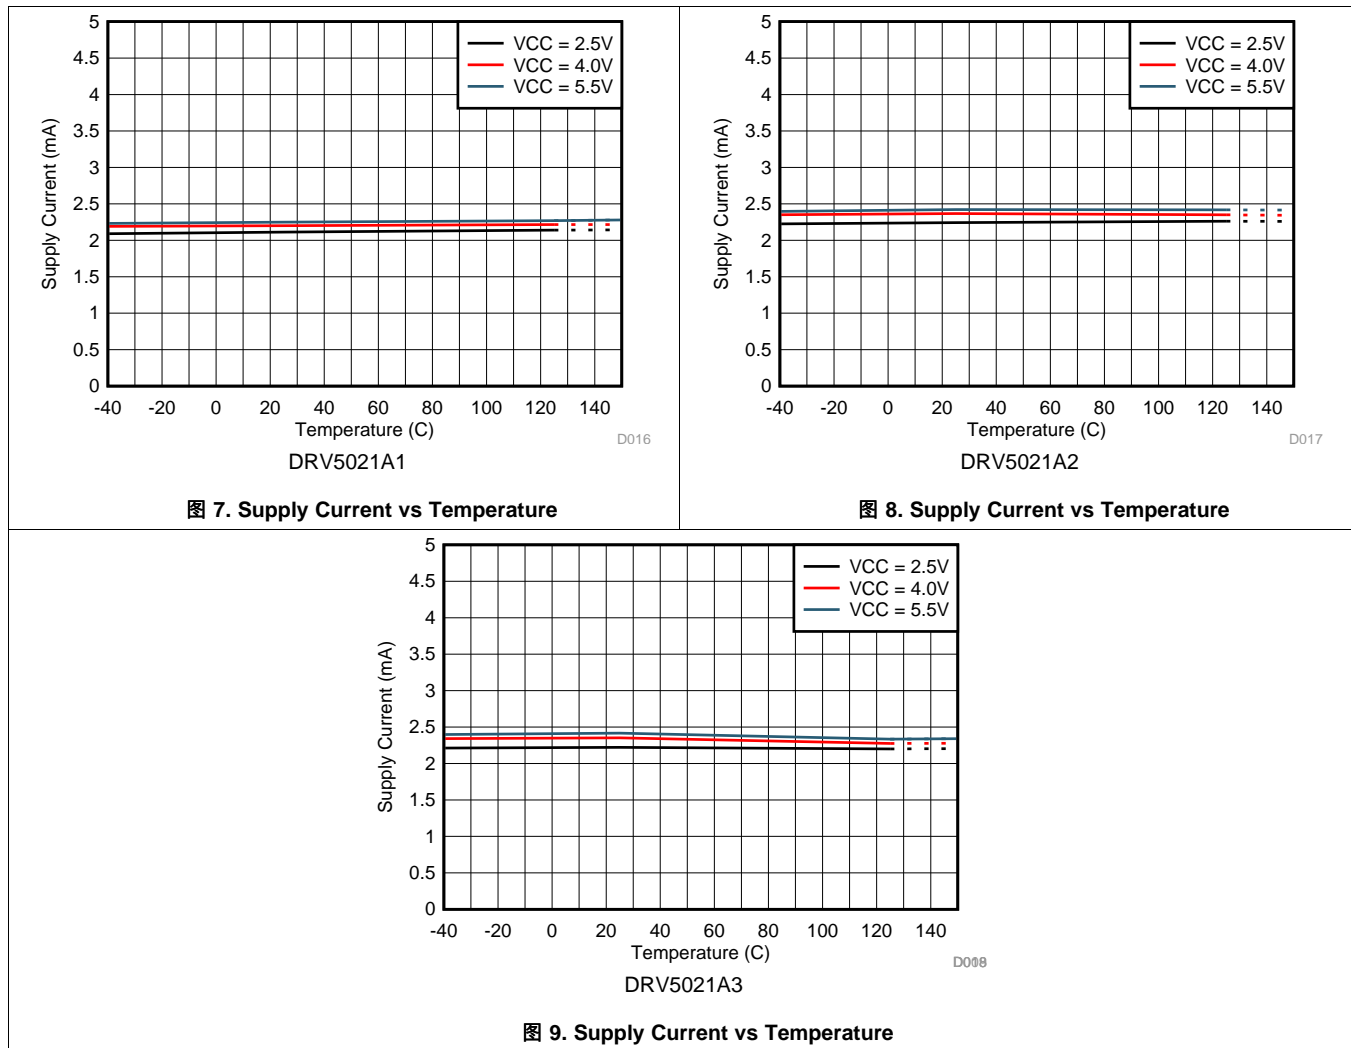 5
4.5
4
3.5
3
2.5
2
1.5
1
0.5
0
Supply Current (mA)
VCC = 2.5V
VCC = 4.0V
VCC = 5.5V
-40 -20 0 20 40 60 80 100 120 140
Temperature (C)
D016
DRV5021A1
图 7. Supply Current vs Temperature
5
4.5
4
3.5
3
2.5
2
1.5
1
0.5
0
Supply Current (mA)
VCC = 2.5V
VCC = 4.0V
VCC = 5.5V
-40 -20 0 20 40 60 80 100 120 140
Temperature (C)
D017
DRV5021A2
图 8. Supply Current vs Temperature
5
4.5
4
3.5
3
2.5
2
1.5
1
0.5
0
Supply Current (mA)
VCC = 2.5V
VCC = 4.0V
VCC = 5.5V
-40 -20 0 20 40 60 80 100 120 140
Temperature (C)
DRV5021A3
图 9. Supply Current vs Temperature